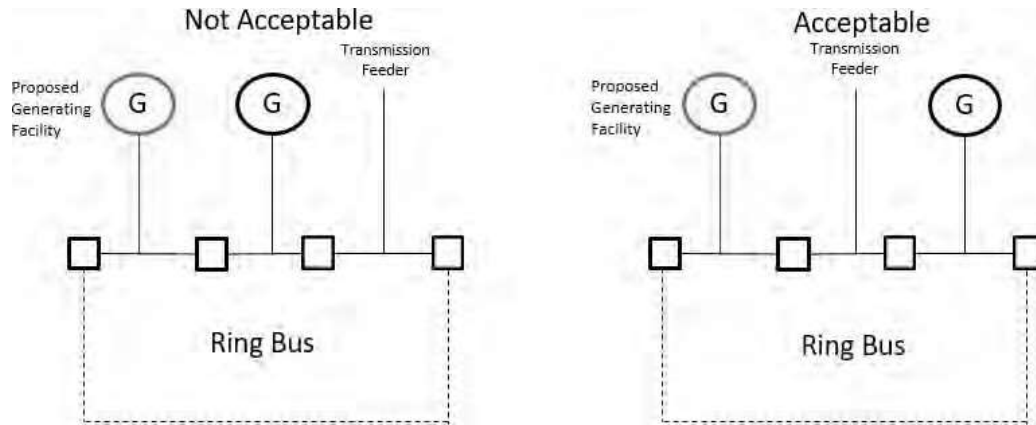 Not Acceptable
Transmission
Feeder
Proposed
Generating
Facility
G
G
Ring Bus
Acceptable
Transmission
Feeder
Proposed
Generating
Facility
G
G
Ring Bus